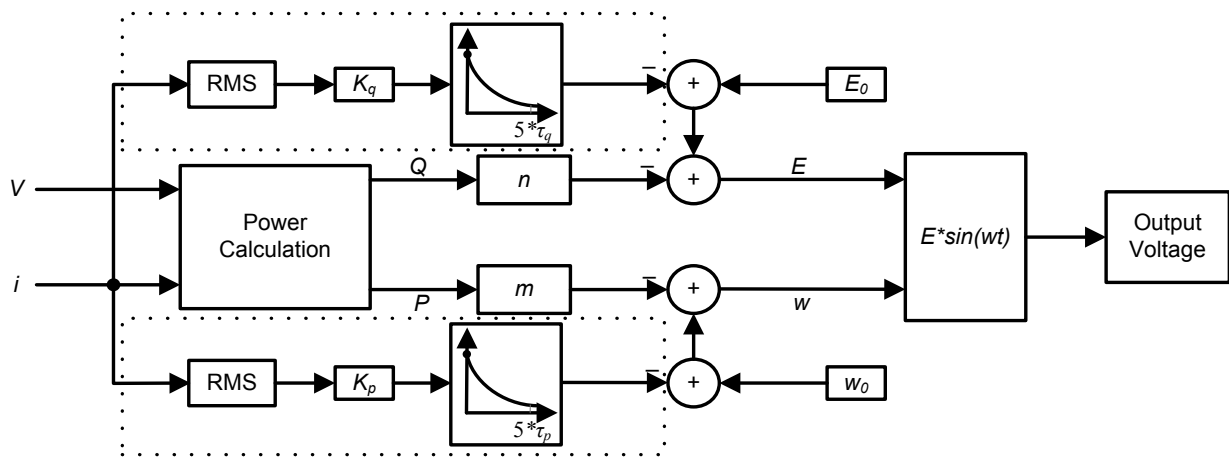 RMS
K_q
5*τ_q
−
+
E_0
V
Power
Calculation
Q
n
−
+
E
E*sin(wt)
Output
Voltage
i
P
m
−
+
w
RMS
K_p
5*τ_p
−
+
w_0